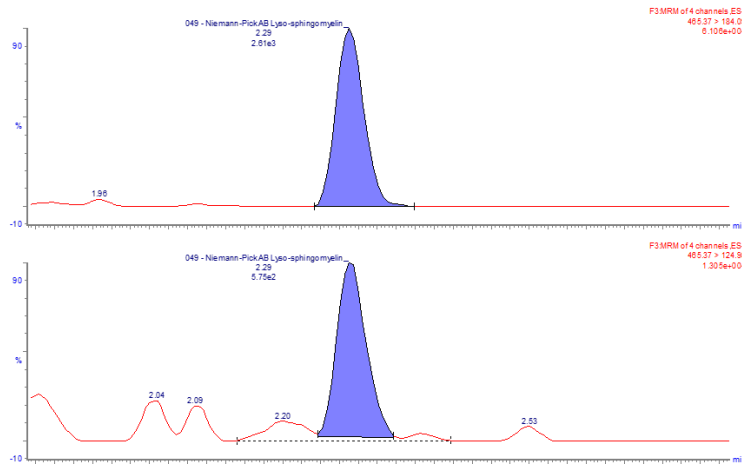 049 - Niemann-PickAB Lyso-sphingomyelin
2.29
2.61e3
F3:MRM of 4 channels,ES
465.37 > 184.0
6.106e+00
90
%
-10
1.96
mi
049 - Niemann-PickAB Lyso-sphingomyelin
2.29
5.75e2
F3:MRM of 4 channels,ES
465.37 > 124.9
1.305e+00
90
%
-10
2.04
2.09
2.20
2.53
mi